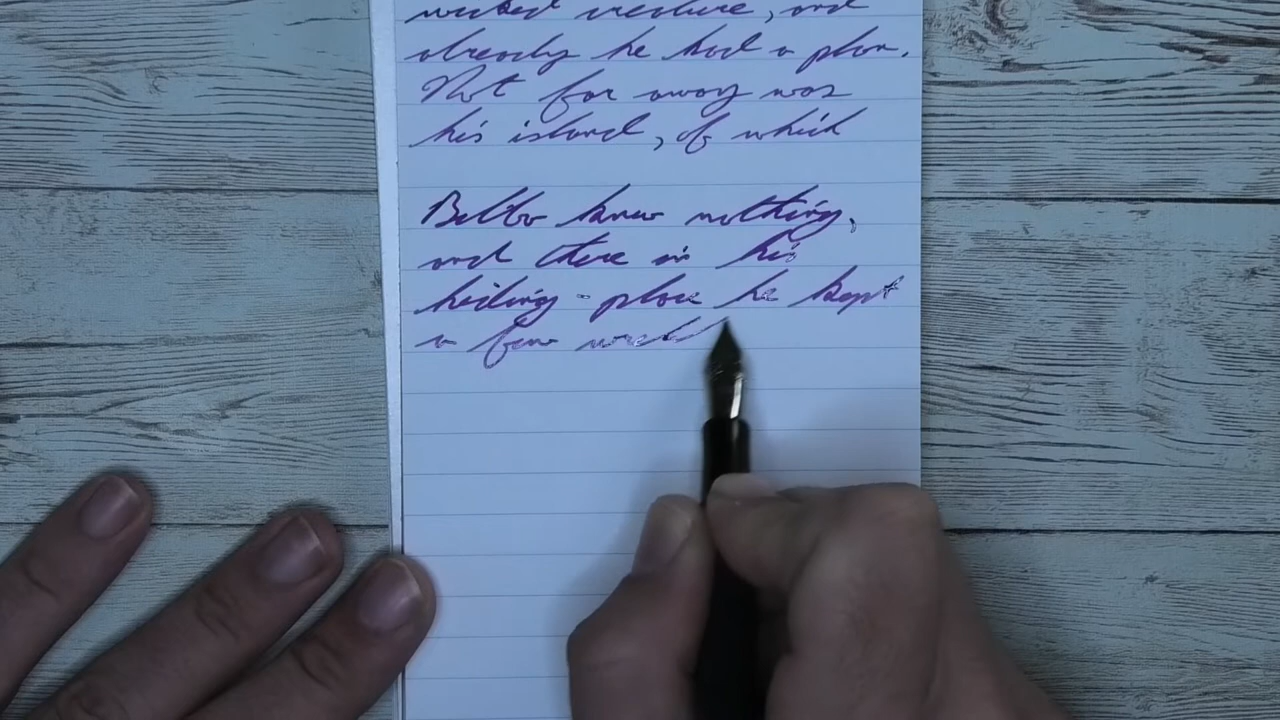 wicked creature, and
already he had a plan.
Not far away was
his island, of which
Bilbo knew nothing,
and there in his
hiding-place he kept
a few